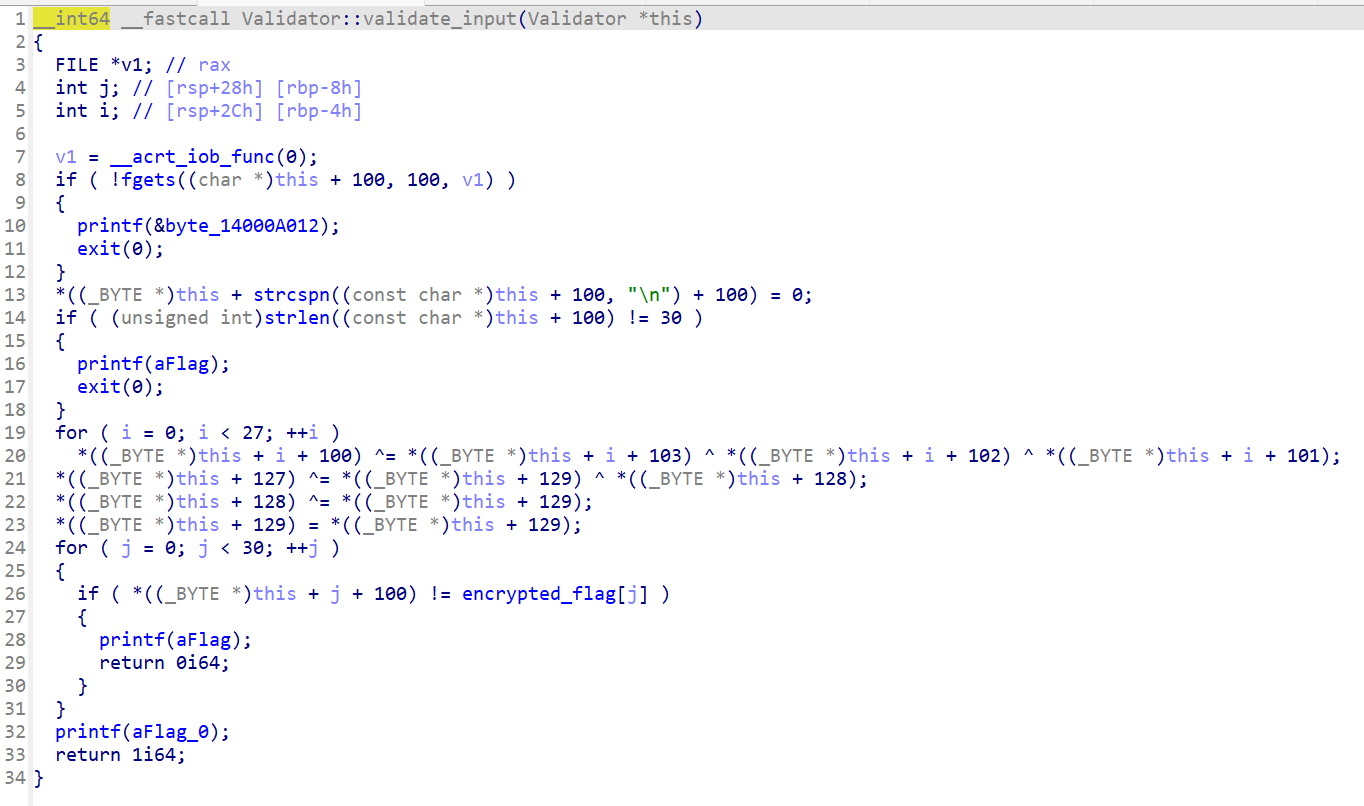 1 __int64 __fastcall Validator::validate_input(Validator *this)
2 {
3   FILE *v1; // rax
4   int j; // [rsp+28h] [rbp-8h]
5   int i; // [rsp+2Ch] [rbp-4h]
6
7   v1 = __acrt_iob_func(0);
8   if ( !fgets((char *)this + 100, 100, v1) )
9   {
10     printf(&byte_14000A012);
11     exit(0);
12   }
13   *((_BYTE *)this + strcspn((const char *)this + 100, "\n") + 100) = 0;
14   if ( (unsigned int)strlen((const char *)this + 100) != 30 )
15   {
16     printf(aFlag);
17     exit(0);
18   }
19   for ( i = 0; i < 27; ++i )
20     *((_BYTE *)this + i + 100) ^= *((_BYTE *)this + i + 103) ^ *((_BYTE *)this + i + 102) ^ *((_BYTE *)this + i + 101);
21   *((_BYTE *)this + 127) ^= *((_BYTE *)this + 129) ^ *((_BYTE *)this + 128);
22   *((_BYTE *)this + 128) ^= *((_BYTE *)this + 129);
23   *((_BYTE *)this + 129) = *((_BYTE *)this + 129);
24   for ( j = 0; j < 30; ++j )
25   {
26     if ( *((_BYTE *)this + j + 100) != encrypted_flag[j] )
27     {
28       printf(aFlag);
29       return 0i64;
30     }
31   }
32   printf(aFlag_0);
33   return 1i64;
34 }